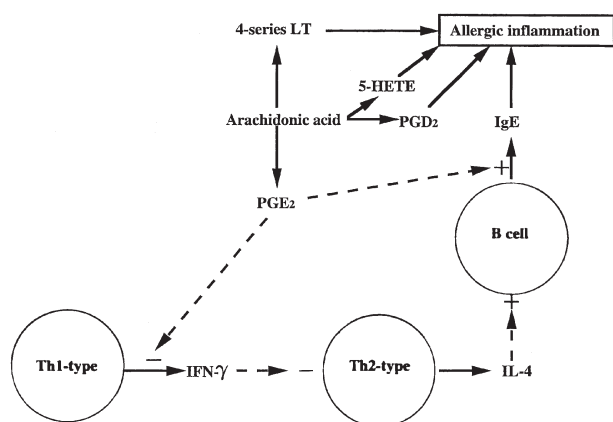 4-series LT
Allergic inflammation
5-HETE
Arachidonic acid
PGD2
IgE
+
PGE2
B cell
+
Th1-type
−
IFN-γ
−
Th2-type
IL-4